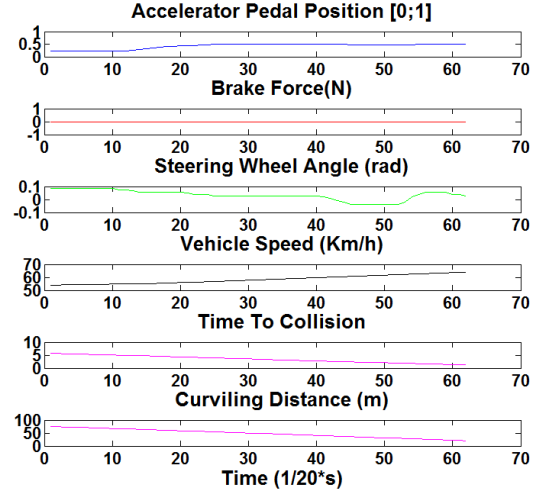 Accelerator Pedal Position [0;1]
1
0.5
0
0 10 20 30 40 50 60 70
Brake Force(N)
1
0
-1
0 10 20 30 40 50 60 70
Steering Wheel Angle (rad)
0.1
0
-0.1
0 10 20 30 40 50 60 70
Vehicle Speed (Km/h)
70
60
50
0 10 20 30 40 50 60 70
Time To Collision
10
5
0
0 10 20 30 40 50 60 70
Curviling Distance (m)
100
50
0
0 10 20 30 40 50 60 70
Time (1/20*s)